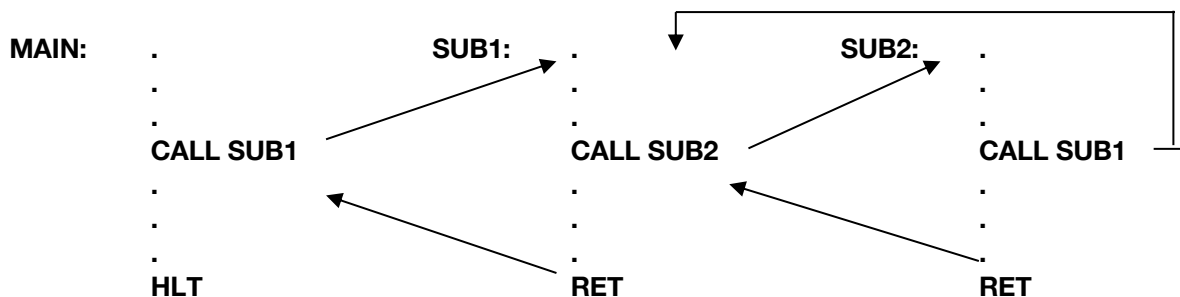 MAIN: . SUB1: . SUB2: .
. . .
. . .
CALL SUB1 CALL SUB2 CALL SUB1
. . .
. . .
. . .
HLT RET RET